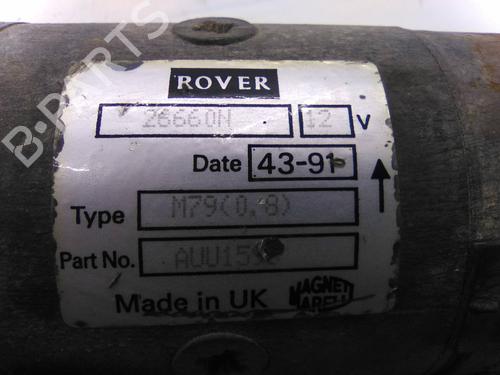 B-PARTS
ROVER
26660N 12 V
Date 43-91
Type M79(0.8)
Part No.
Made in UK MAGNETI MARELLI